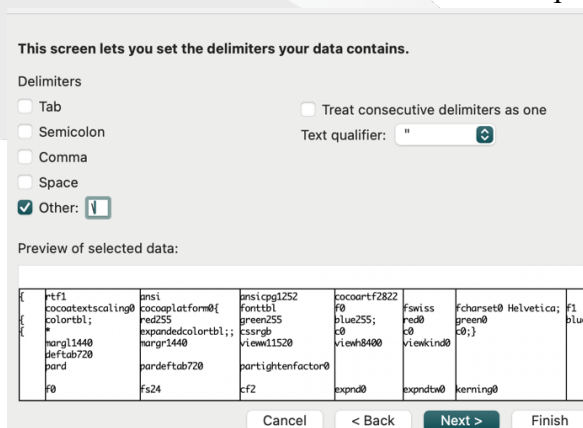 This screen lets you set the delimiters your data contains.
Delimiters
Tab
Treat consecutive delimiters as one
Semicolon
Text qualifier: "
Comma
Space
Other: \
Preview of selected data:
{ rtf1 ansi ansicpg1252 cocoartf2822
cocoatextscaling0 cocoaplatform0{ fonttbl f0 fswiss fcharset0 Helvetica; f1
{ colortbl; red255 green255 blue255; red0 green0 blue
{ * expandedcolortbl;; cssrgb c0 c0 c0;}
margl1440 margr1440 vieww11520 viewh8400 viewkind0
deftab720
pard pardeftab720 partightenfactor0
f0 fs24 cf2 expnd0 expndtw0 kerning0
Cancel < Back Next > Finish